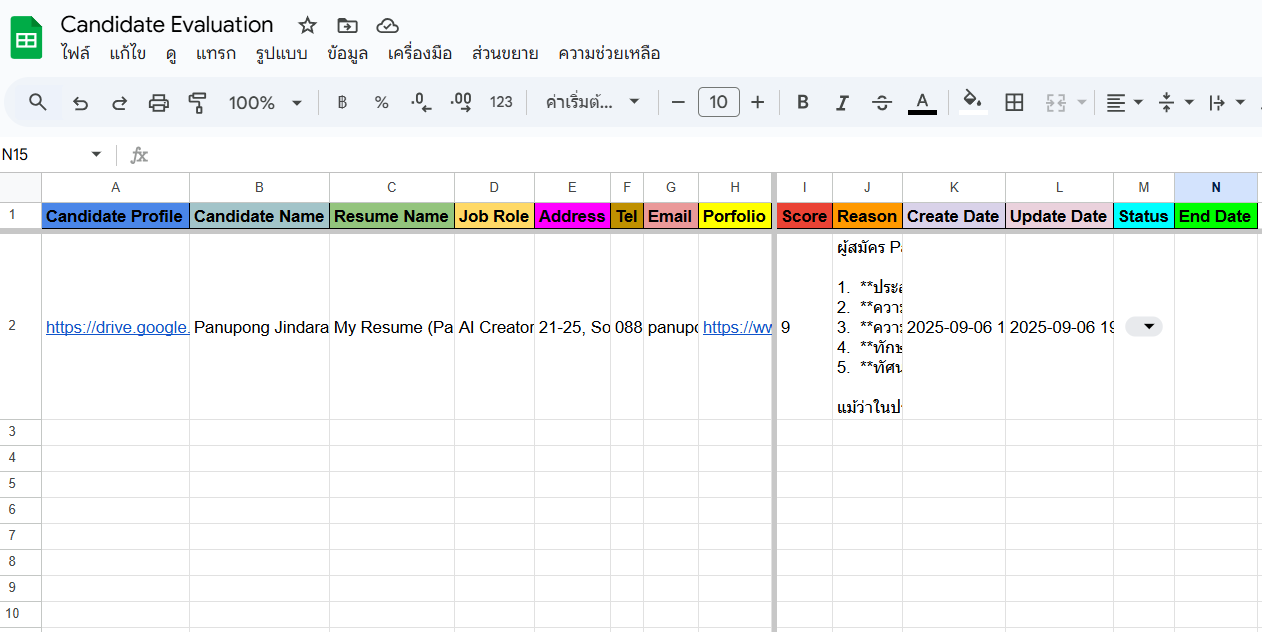 Candidate Evaluation
ไฟล์ แก้ไข ดู แทรก รูปแบบ ข้อมูล เครื่องมือ ส่วนขยาย ความช่วยเหลือ
100% ฿ % .0 .00 123 ค่าเริ่มต้... 10 B I S A
N15 fx
A B C D E F G H I J K L M N
1 Candidate Profile Candidate Name Resume Name Job Role Address Tel Email Porfolio Score Reason Create Date Update Date Status End Date
ผู้สมัคร Pa
1. **ประส
2. **ความ
3. **ความ
2 https://drive.google. Panupong Jindara My Resume (Pa AI Creator 21-25, So 088 panupo https://ww 9 2025-09-06 1 2025-09-06 19
4. **ทักษ
5. **ทัศน
แม้ว่าในป
3
4
5
6
7
8
9
10